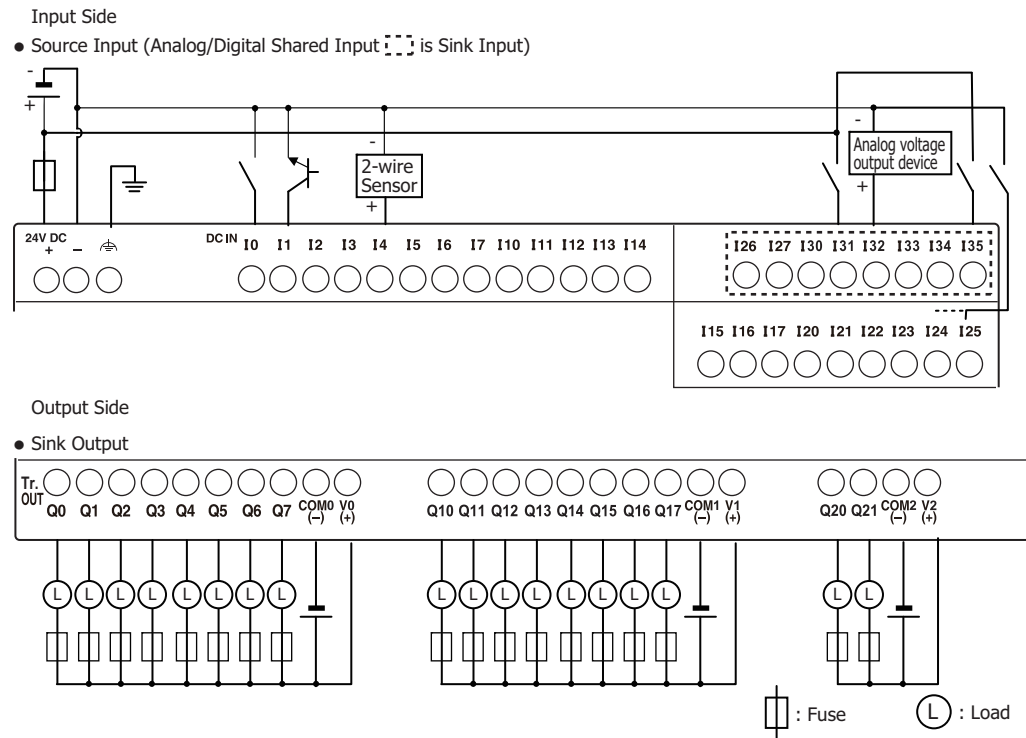 Input Side
● Source Input (Analog/Digital Shared Input is Sink Input)
-
+
-
2-wire
Sensor
+
-
Analog voltage
output device
+
24V DC
+ −
DC IN I0 I1 I2 I3 I4 I5 I6 I7 I10 I11 I12 I13 I14
I26 I27 I30 I31 I32 I33 I34 I35
I15 I16 I17 I20 I21 I22 I23 I24 I25
Output Side
● Sink Output
Tr.
OUT
Q0 Q1 Q2 Q3 Q4 Q5 Q6 Q7 COM0 V0
(−) (+)
Q10 Q11 Q12 Q13 Q14 Q15 Q16 Q17 COM1 V1
(−) (+)
Q20 Q21 COM2 V2
(−) (+)
L L L L L L L L
L L L L L L L L
L L
: Fuse
L : Load